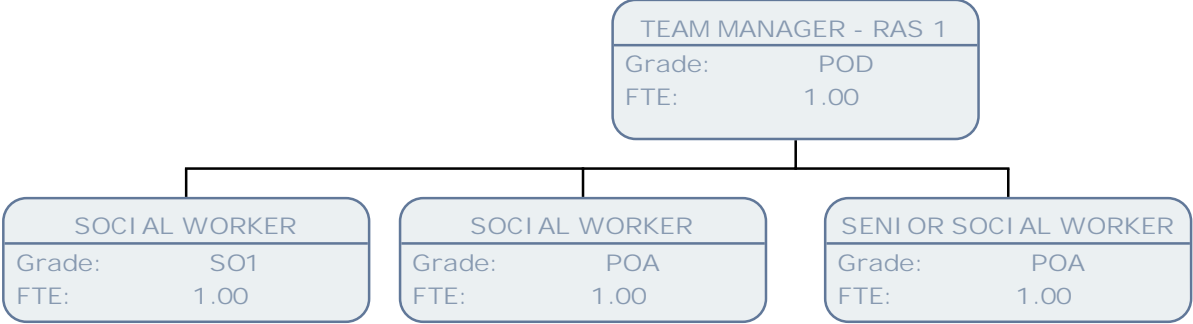 TEAM MANAGER - RAS 1
Grade: POD
FTE: 1.00
SOCIAL WORKER
Grade: SO1
FTE: 1.00
SOCIAL WORKER
Grade: POA
FTE: 1.00
SENIOR SOCIAL WORKER
Grade: POA
FTE: 1.00